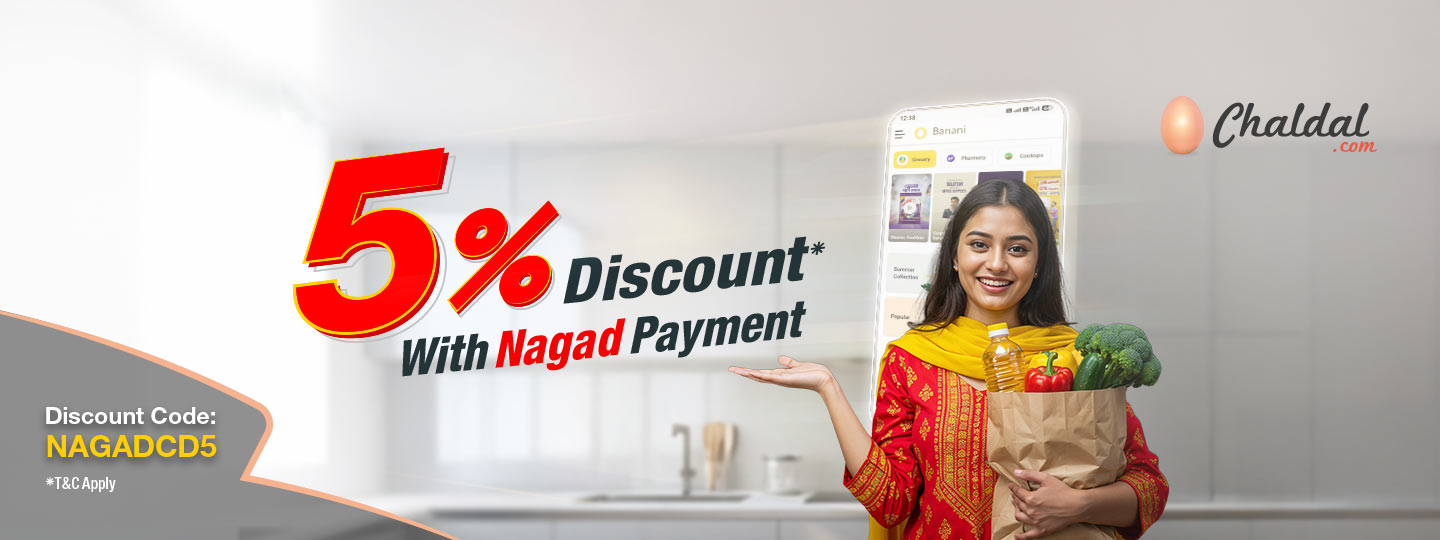 5% Discount*
With Nagad Payment
Discount Code:
NAGADCD5
*T&C Apply
12:38
Banani
Grocery
Pharmacy
Cookups
Summer
Collection
Popular
Chaldal
.com